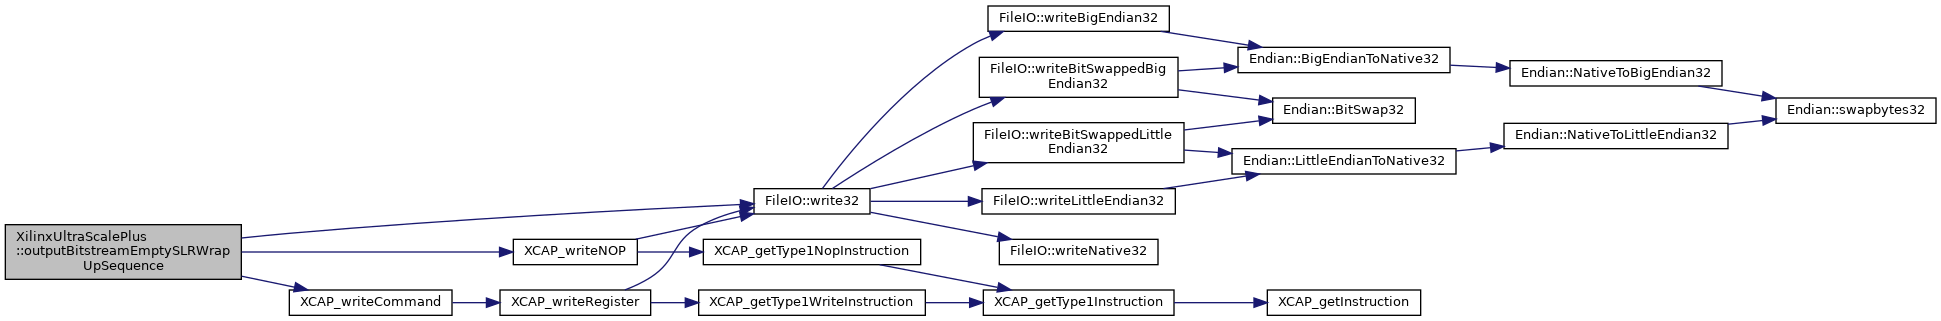 XilinxUltraScalePlus
::outputBitstreamEmptySLRWrap
UpSequence
XCAP_writeCommand
XCAP_writeNOP
XCAP_writeRegister
FileIO::write32
XCAP_getType1NopInstruction
XCAP_getType1WriteInstruction
FileIO::writeBigEndian32
FileIO::writeBitSwappedBig
Endian32
FileIO::writeBitSwappedLittle
Endian32
FileIO::writeLittleEndian32
FileIO::writeNative32
XCAP_getType1Instruction
Endian::BigEndianToNative32
Endian::BitSwap32
Endian::LittleEndianToNative32
XCAP_getInstruction
Endian::NativeToBigEndian32
Endian::NativeToLittleEndian32
Endian::swapbytes32